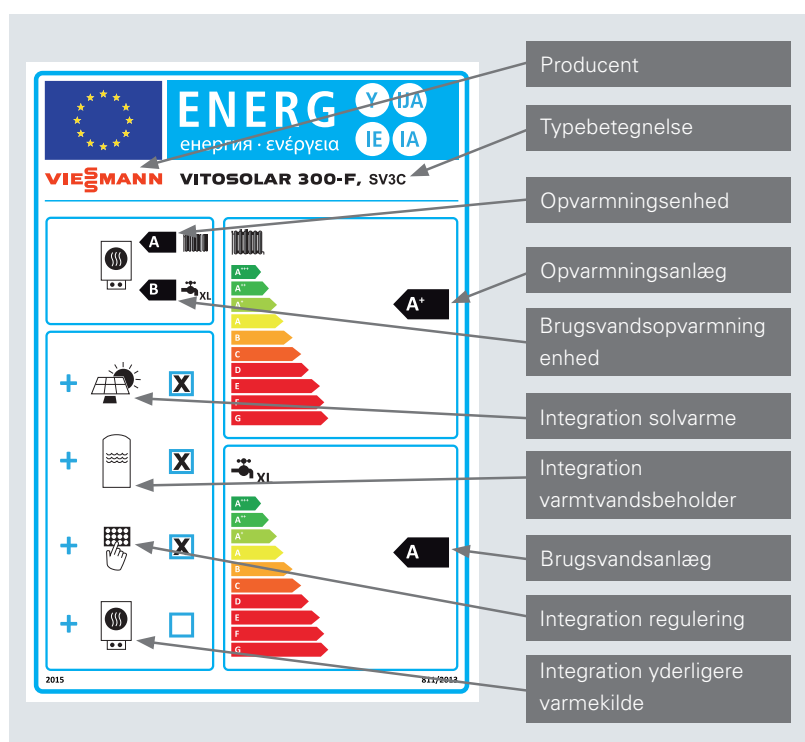 Producent
ENERG Y IJA
IE IA
енергия · ενέργεια
Typebetegnelse
VIESSMANN VITOSOLAR 300-F, SV3C
Opvarmningsenhed
A
B XL
A+++
A++
A+
A
B
C
D
E
F
G
A+
Opvarmningsanlæg
Brugsvandsopvarmning
enhed
+ X
Integration solvarme
+ X
Integration
varmtvandsbeholder
+ X
+
XL
A+++
A++
A+
A
B
C
D
E
F
G
A
Brugsvandsanlæg
Integration regulering
Integration yderligere
varmekilde
2015 811/2013